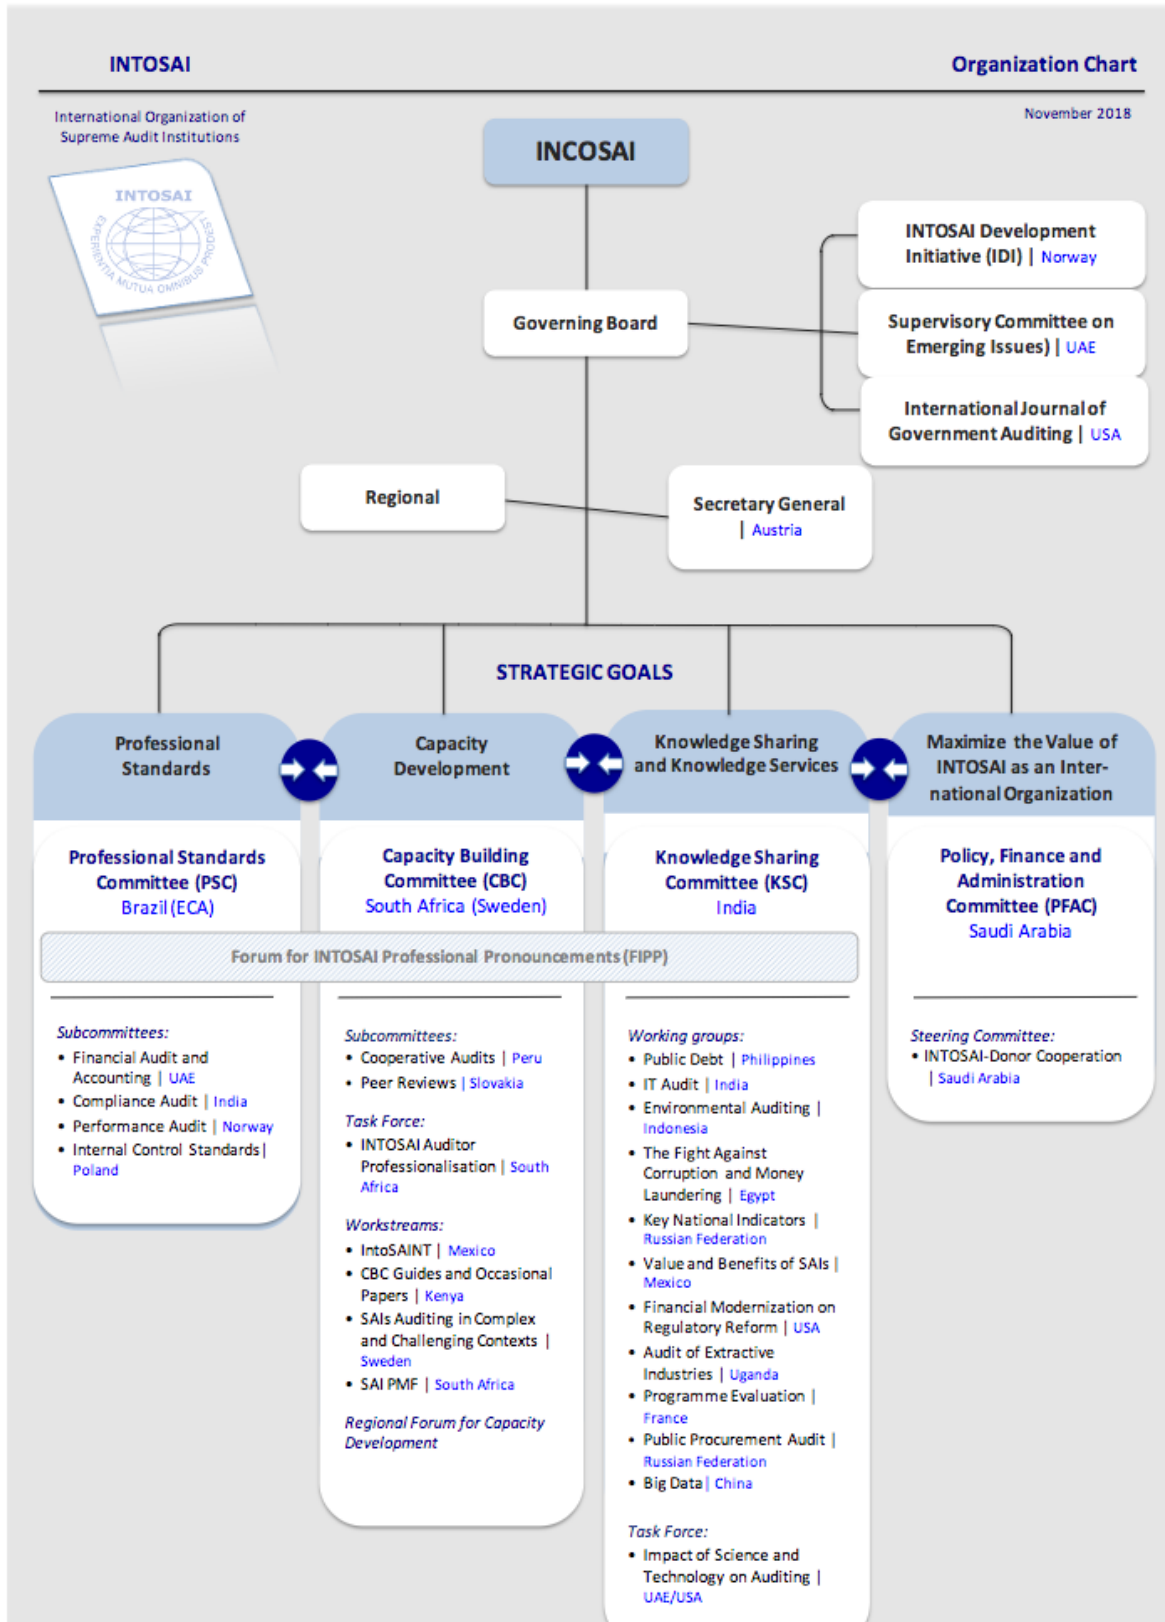 INTOSAI
Organization Chart
International Organization of
Supreme Audit Institutions
November 2018
INTOSAI
EXPERIENTIA MUTUA OMNIBUS PRODEST
INCOSAI
INTOSAI Development
Initiative (IDI) | Norway
Governing Board
Supervisory Committee on
Emerging Issues) | UAE
International Journal of
Government Auditing | USA
Regional
Secretary General
| Austria
STRATEGIC GOALS
Professional
Standards
Capacity
Development
Knowledge Sharing
and Knowledge Services
Maximize the Value of
INTOSAI as an Inter-
national Organization
Professional Standards
Committee (PSC)
Brazil (ECA)
Capacity Building
Committee (CBC)
South Africa (Sweden)
Knowledge Sharing
Committee (KSC)
India
Policy, Finance and
Administration
Committee (PFAC)
Saudi Arabia
Forum for INTOSAI Professional Pronouncements (FIPP)
Subcommittees:
• Financial Audit and
Accounting | UAE
• Compliance Audit | India
• Performance Audit | Norway
• Internal Control Standards|
Poland
Subcommittees:
• Cooperative Audits | Peru
• Peer Reviews | Slovakia
Task Force:
• INTOSAI Auditor
Professionalisation | South
Africa
Workstreams:
• IntoSAINT | Mexico
• CBC Guides and Occasional
Papers | Kenya
• SAIs Auditing in Complex
and Challenging Contexts |
Sweden
• SAI PMF | South Africa
Regional Forum for Capacity
Development
Working groups:
• Public Debt | Philippines
• IT Audit | India
• Environmental Auditing |
Indonesia
• The Fight Against
Corruption and Money
Laundering | Egypt
• Key National Indicators |
Russian Federation
• Value and Benefits of SAIs |
Mexico
• Financial Modernization on
Regulatory Reform | USA
• Audit of Extractive
Industries | Uganda
• Programme Evaluation |
France
• Public Procurement Audit |
Russian Federation
• Big Data | China
Task Force:
• Impact of Science and
Technology on Auditing |
UAE/USA
Steering Committee:
• INTOSAI-Donor Cooperation
| Saudi Arabia